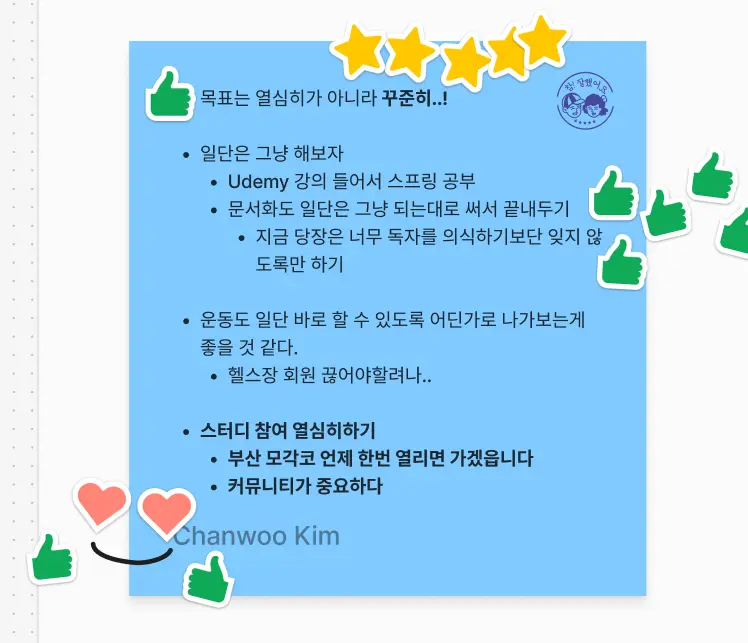 참! 잘했어요
목표는 열심히가 아니라 꾸준히..!
일단은 그냥 해보자
Udemy 강의 들어서 스프링 공부
문서화도 일단은 그냥 되는대로 써서 끝내두기
지금 당장은 너무 독자를 의식하기보단 잊지 않
도록만 하기
운동도 일단 바로 할 수 있도록 어딘가로 나가보는게
좋을 것 같다.
헬스장 회원 끊어야할려나..
스터디 참여 열심히하기
부산 모각코 언제 한번 열리면 가겠읍니다
커뮤니티가 중요하다
Chanwoo Kim